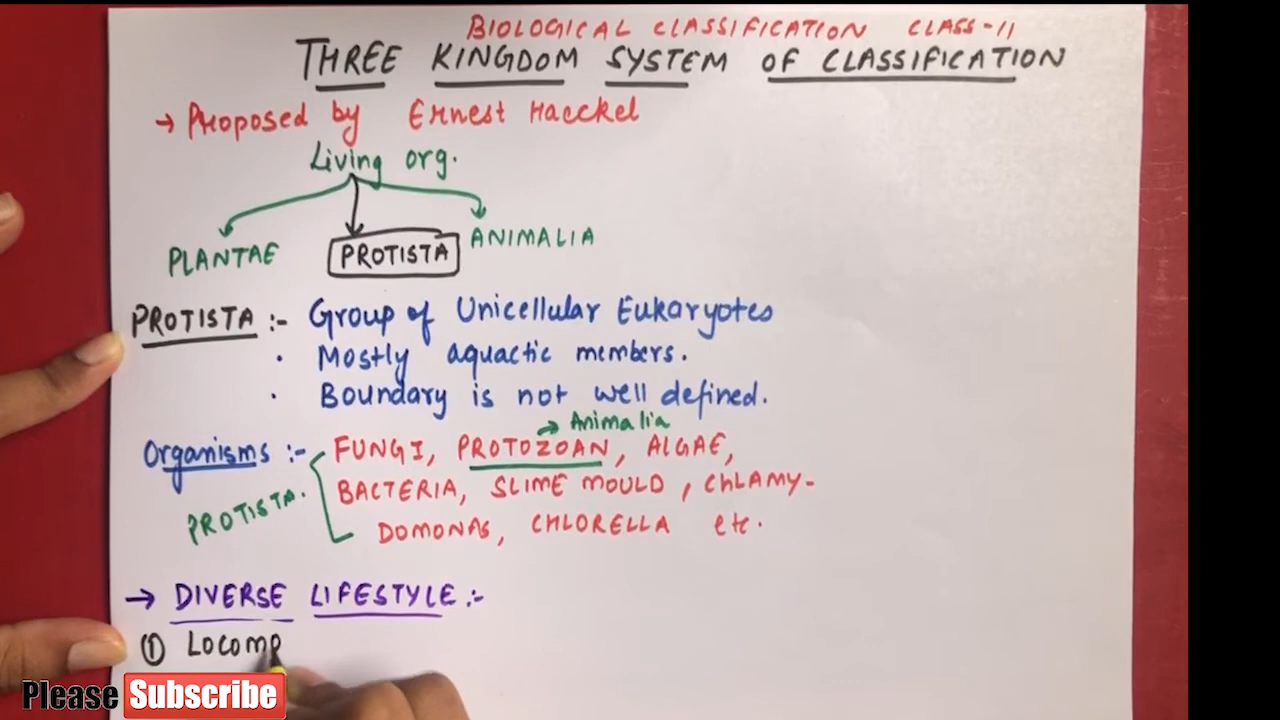 BIOLOGICAL CLASSIFICATION CLASS-11
THREE KINGDOM SYSTEM OF CLASSIFICATION
→ Proposed by Ernest Haeckel
Living org.
PLANTAE PROTISTA ANIMALIA
PROTISTA :- Group of Unicellular Eukaryotes
· Mostly aquactic members.
· Boundary is not well defined.
→ Animalia
Organisms :- FUNGI, PROTOZOAN, ALGAE,
PROTISTA. BACTERIA, SLIME MOULD, CHLAMY-
DOMONAS, CHLORELLA etc.
→ DIVERSE LIFESTYLE :-
① Locomo
Please Subscribe